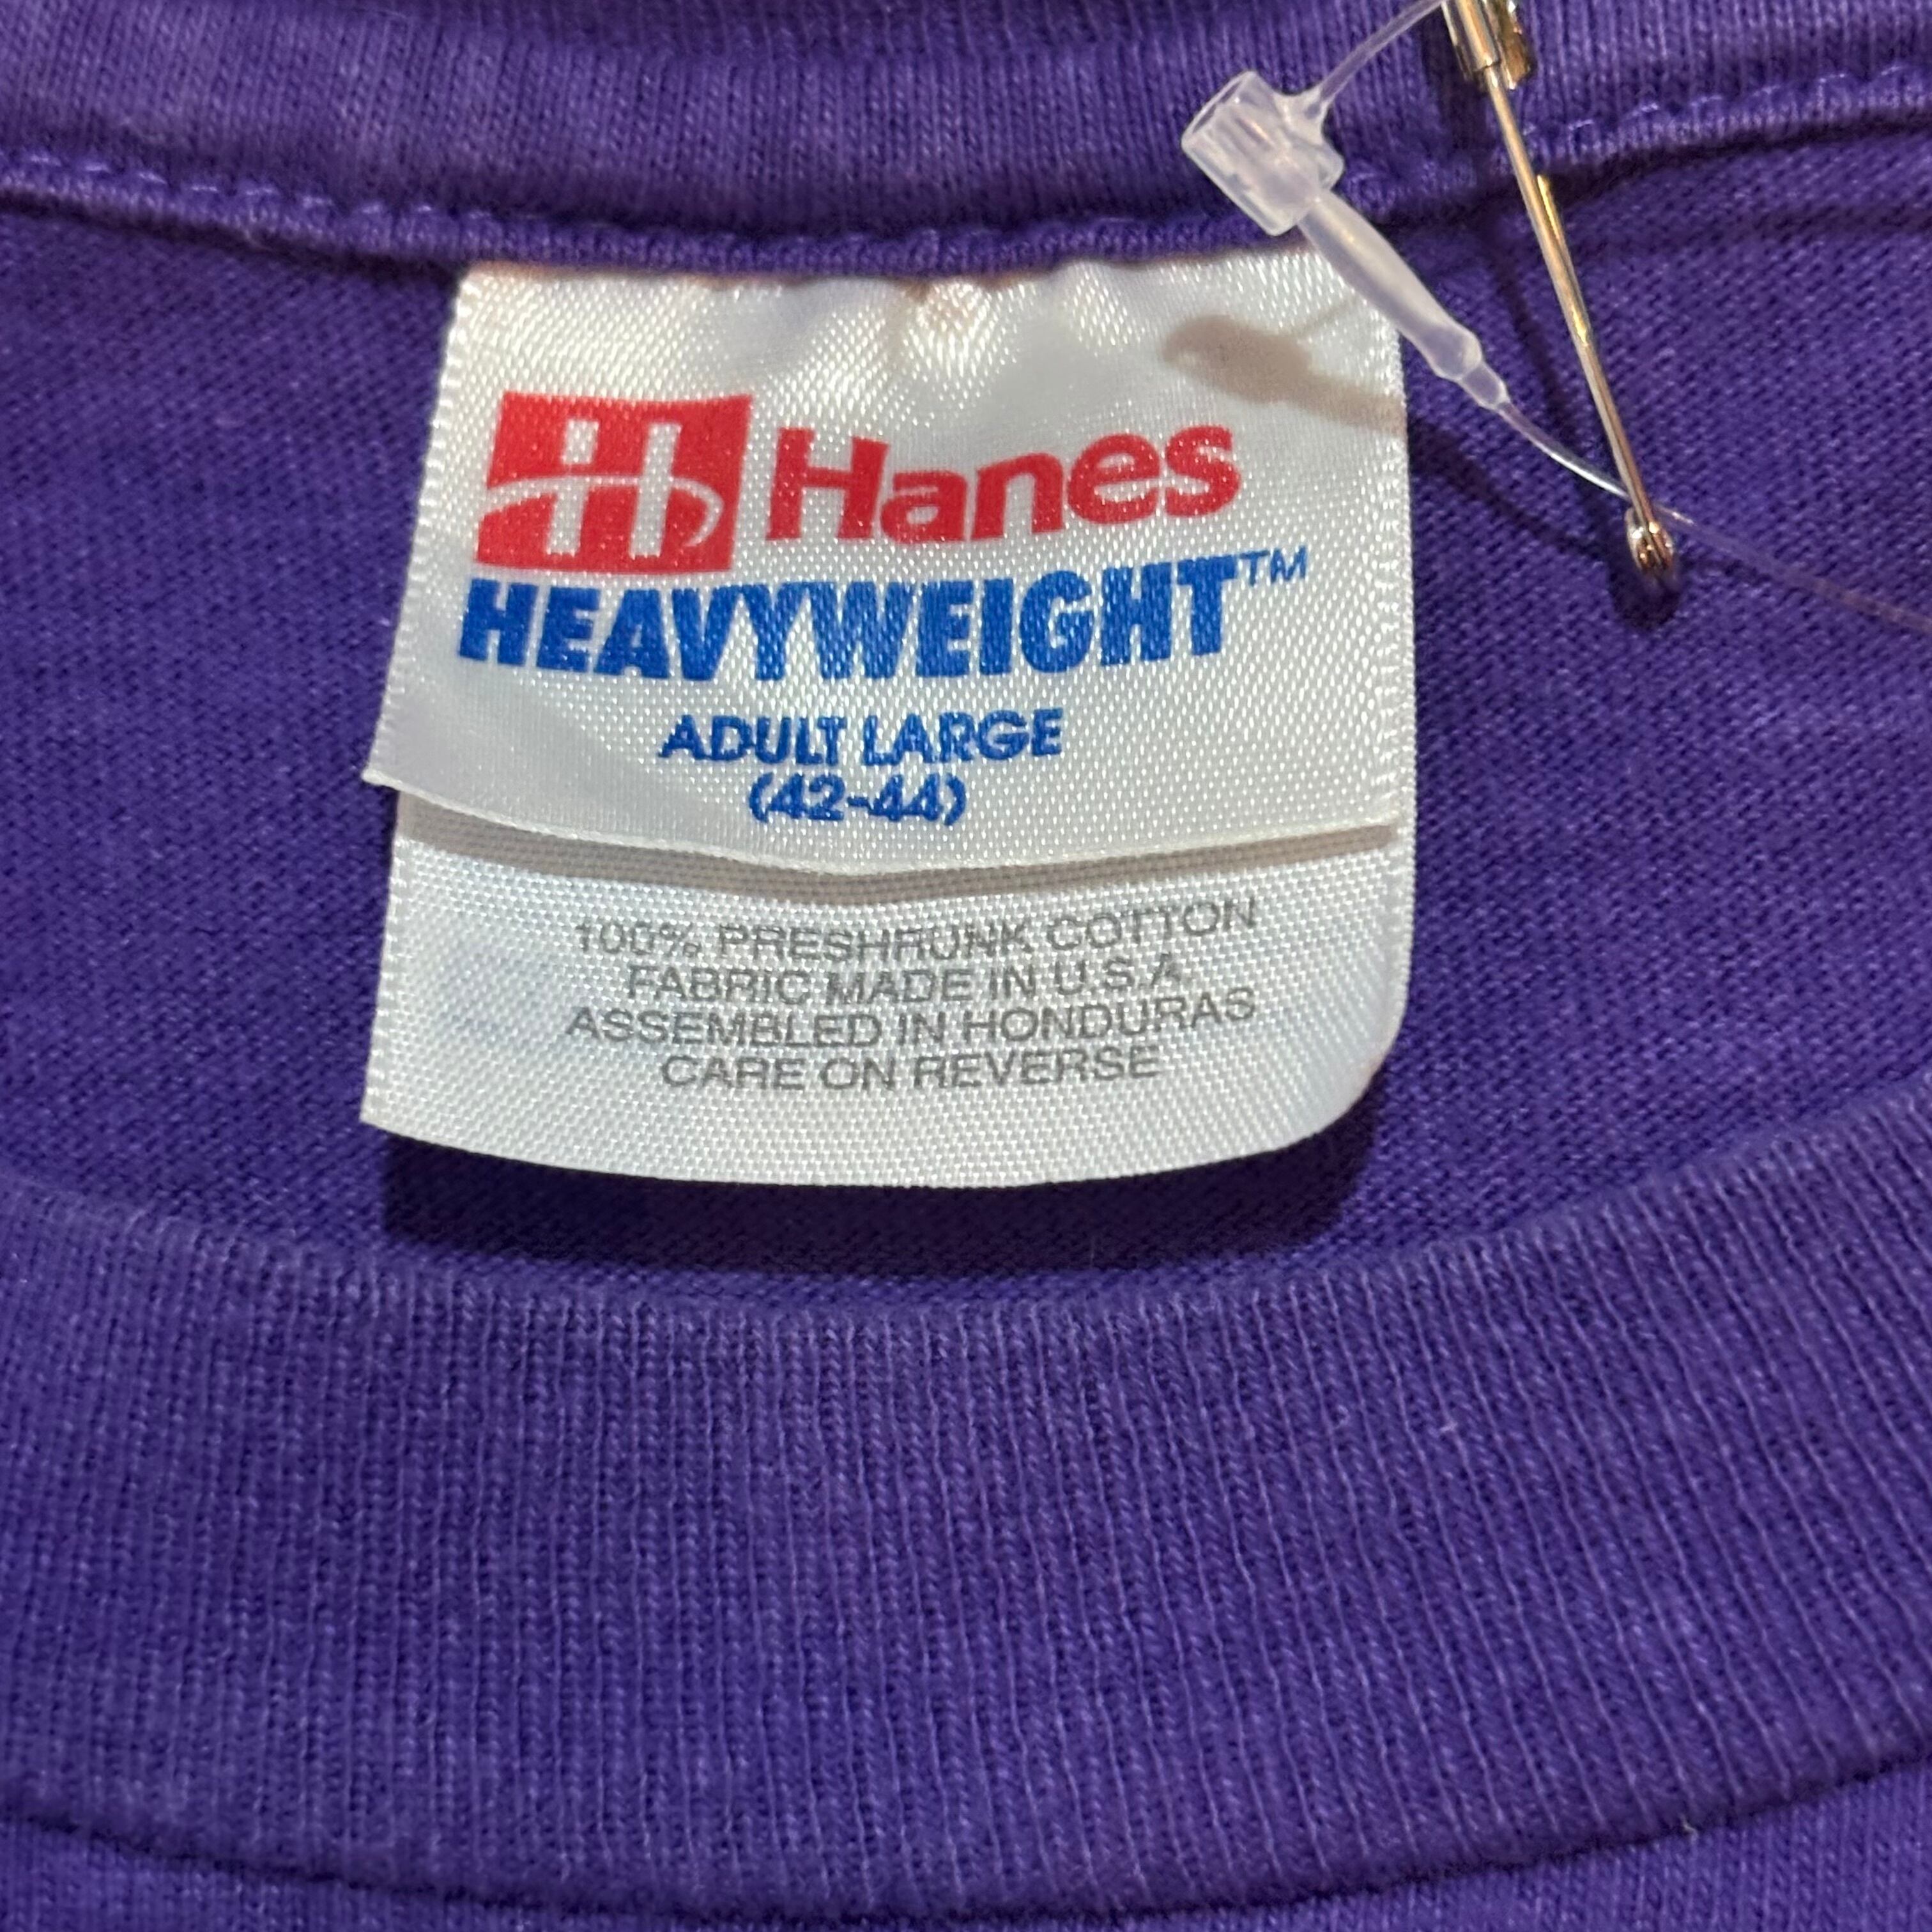 H Hanes
HEAVYWEIGHT™
ADULT LARGE
(42-44)
100% PRESHRUNK COTTON
FABRIC MADE IN U.S.A.
ASSEMBLED IN HONDURAS
CARE ON REVERSE